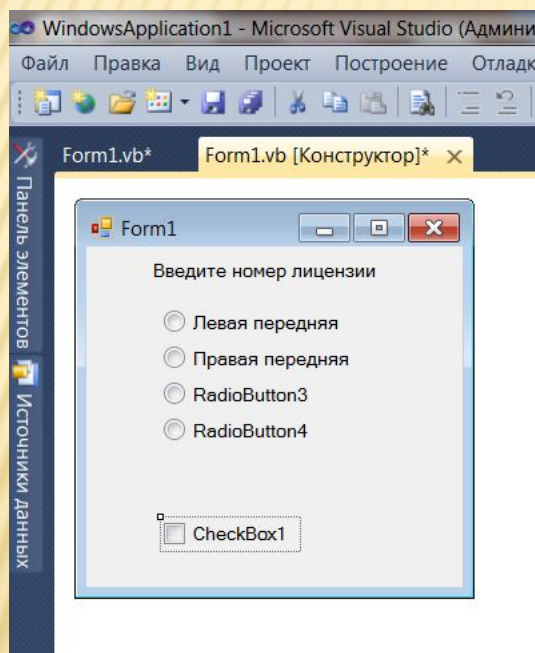 WindowsApplication1 - Microsoft Visual Studio (Админи
Файл Правка Вид Проект Построение Отладк
Form1.vb* Form1.vb [Конструктор]*
Панель элементов
Источники данных
Form1
Введите номер лицензии
Левая передняя
Правая передняя
RadioButton3
RadioButton4
CheckBox1